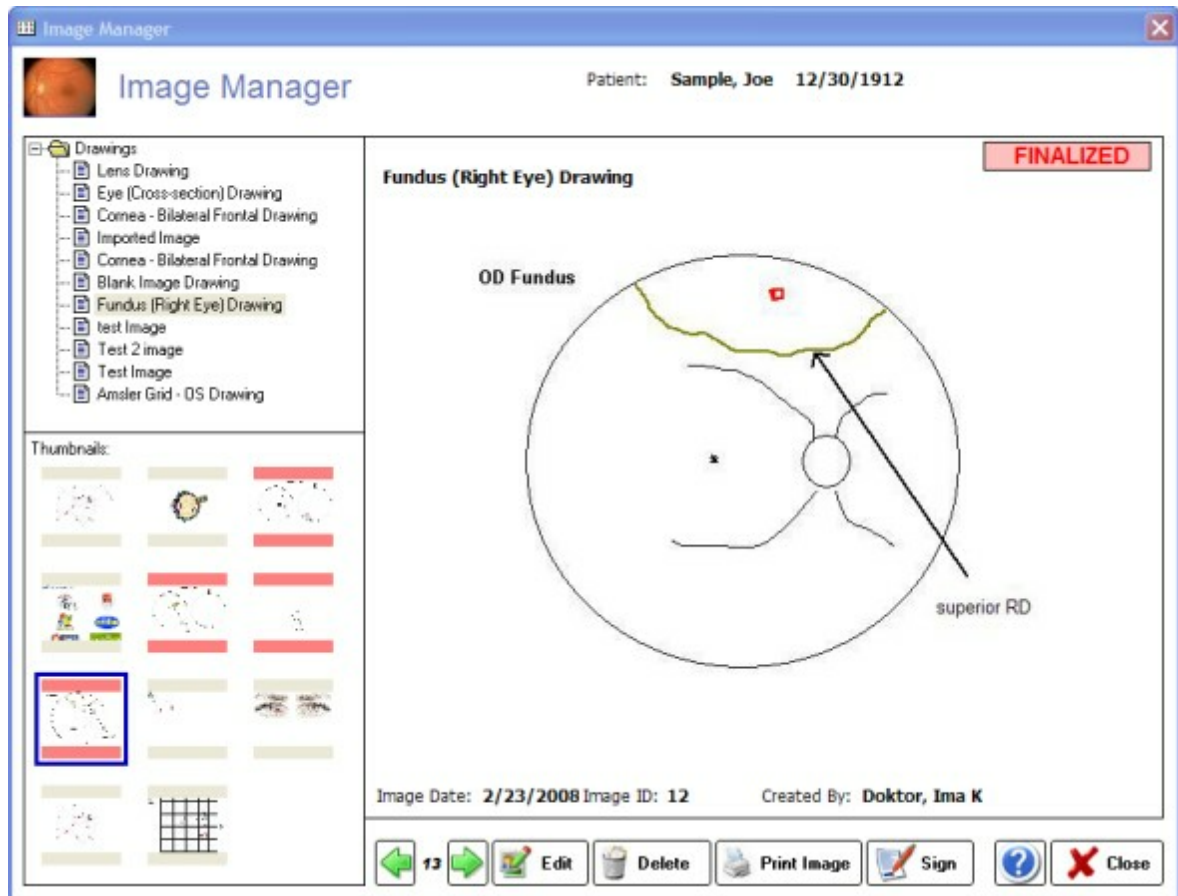 Image Manager
Image Manager
Patient: Sample, Joe 12/30/1912
Drawings
Lens Drawing
Eye (Cross-section) Drawing
Cornea - Bilateral Frontal Drawing
Imported Image
Cornea - Bilateral Frontal Drawing
Blank Image Drawing
Fundus (Right Eye) Drawing
test Image
Test 2 image
Test Image
Amsler Grid - OS Drawing
Thumbnails:
FINALIZED
Fundus (Right Eye) Drawing
OD Fundus
superior RD
Image Date: 2/23/2008 Image ID: 12 Created By: Doktor, Ima K
13 Edit Delete Print Image Sign ? Close